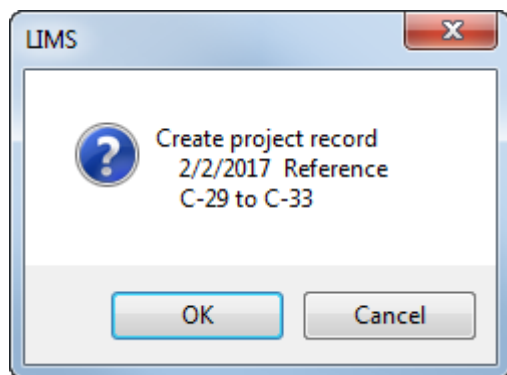 LIMS
Create project record
2/2/2017 Reference
C-29 to C-33
OK
Cancel